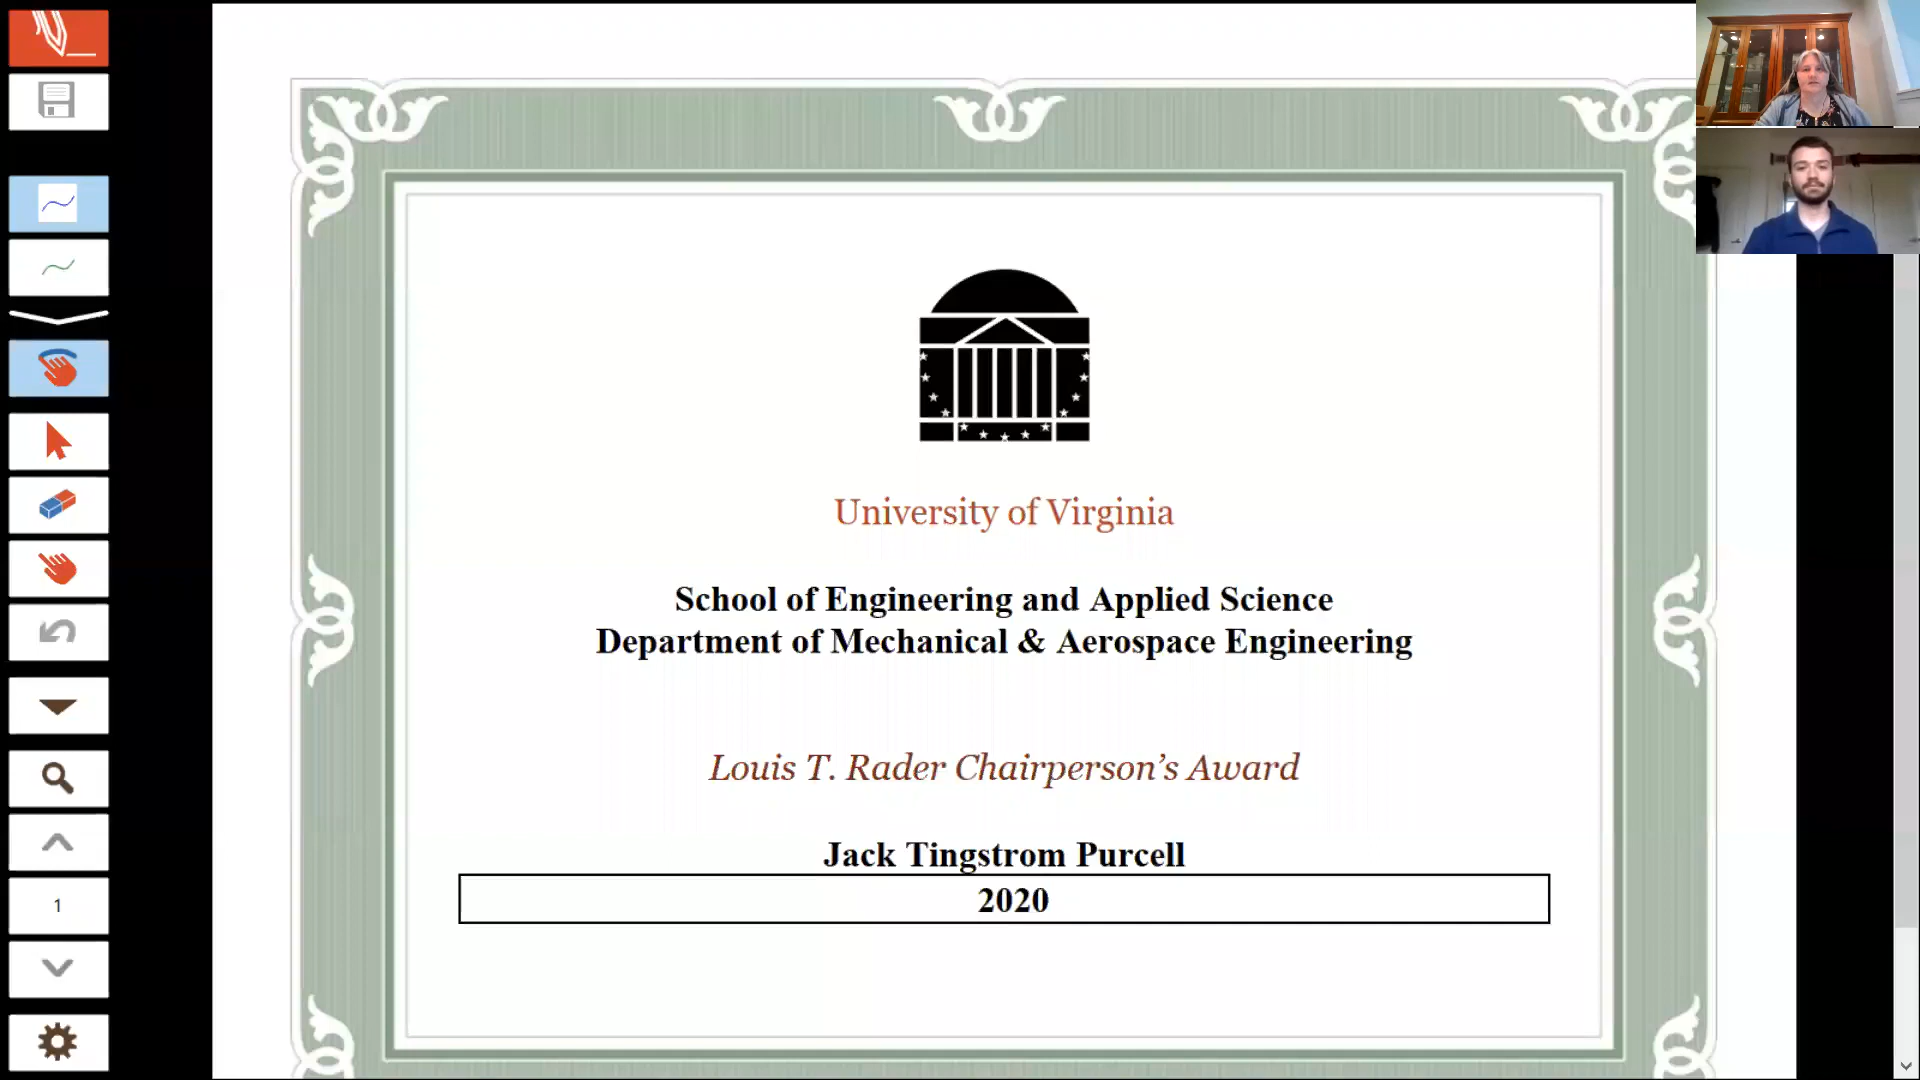 University of Virginia
School of Engineering and Applied Science
Department of Mechanical & Aerospace Engineering
Louis T. Rader Chairperson’s Award
Jack Tingstrom Purcell
2020
1